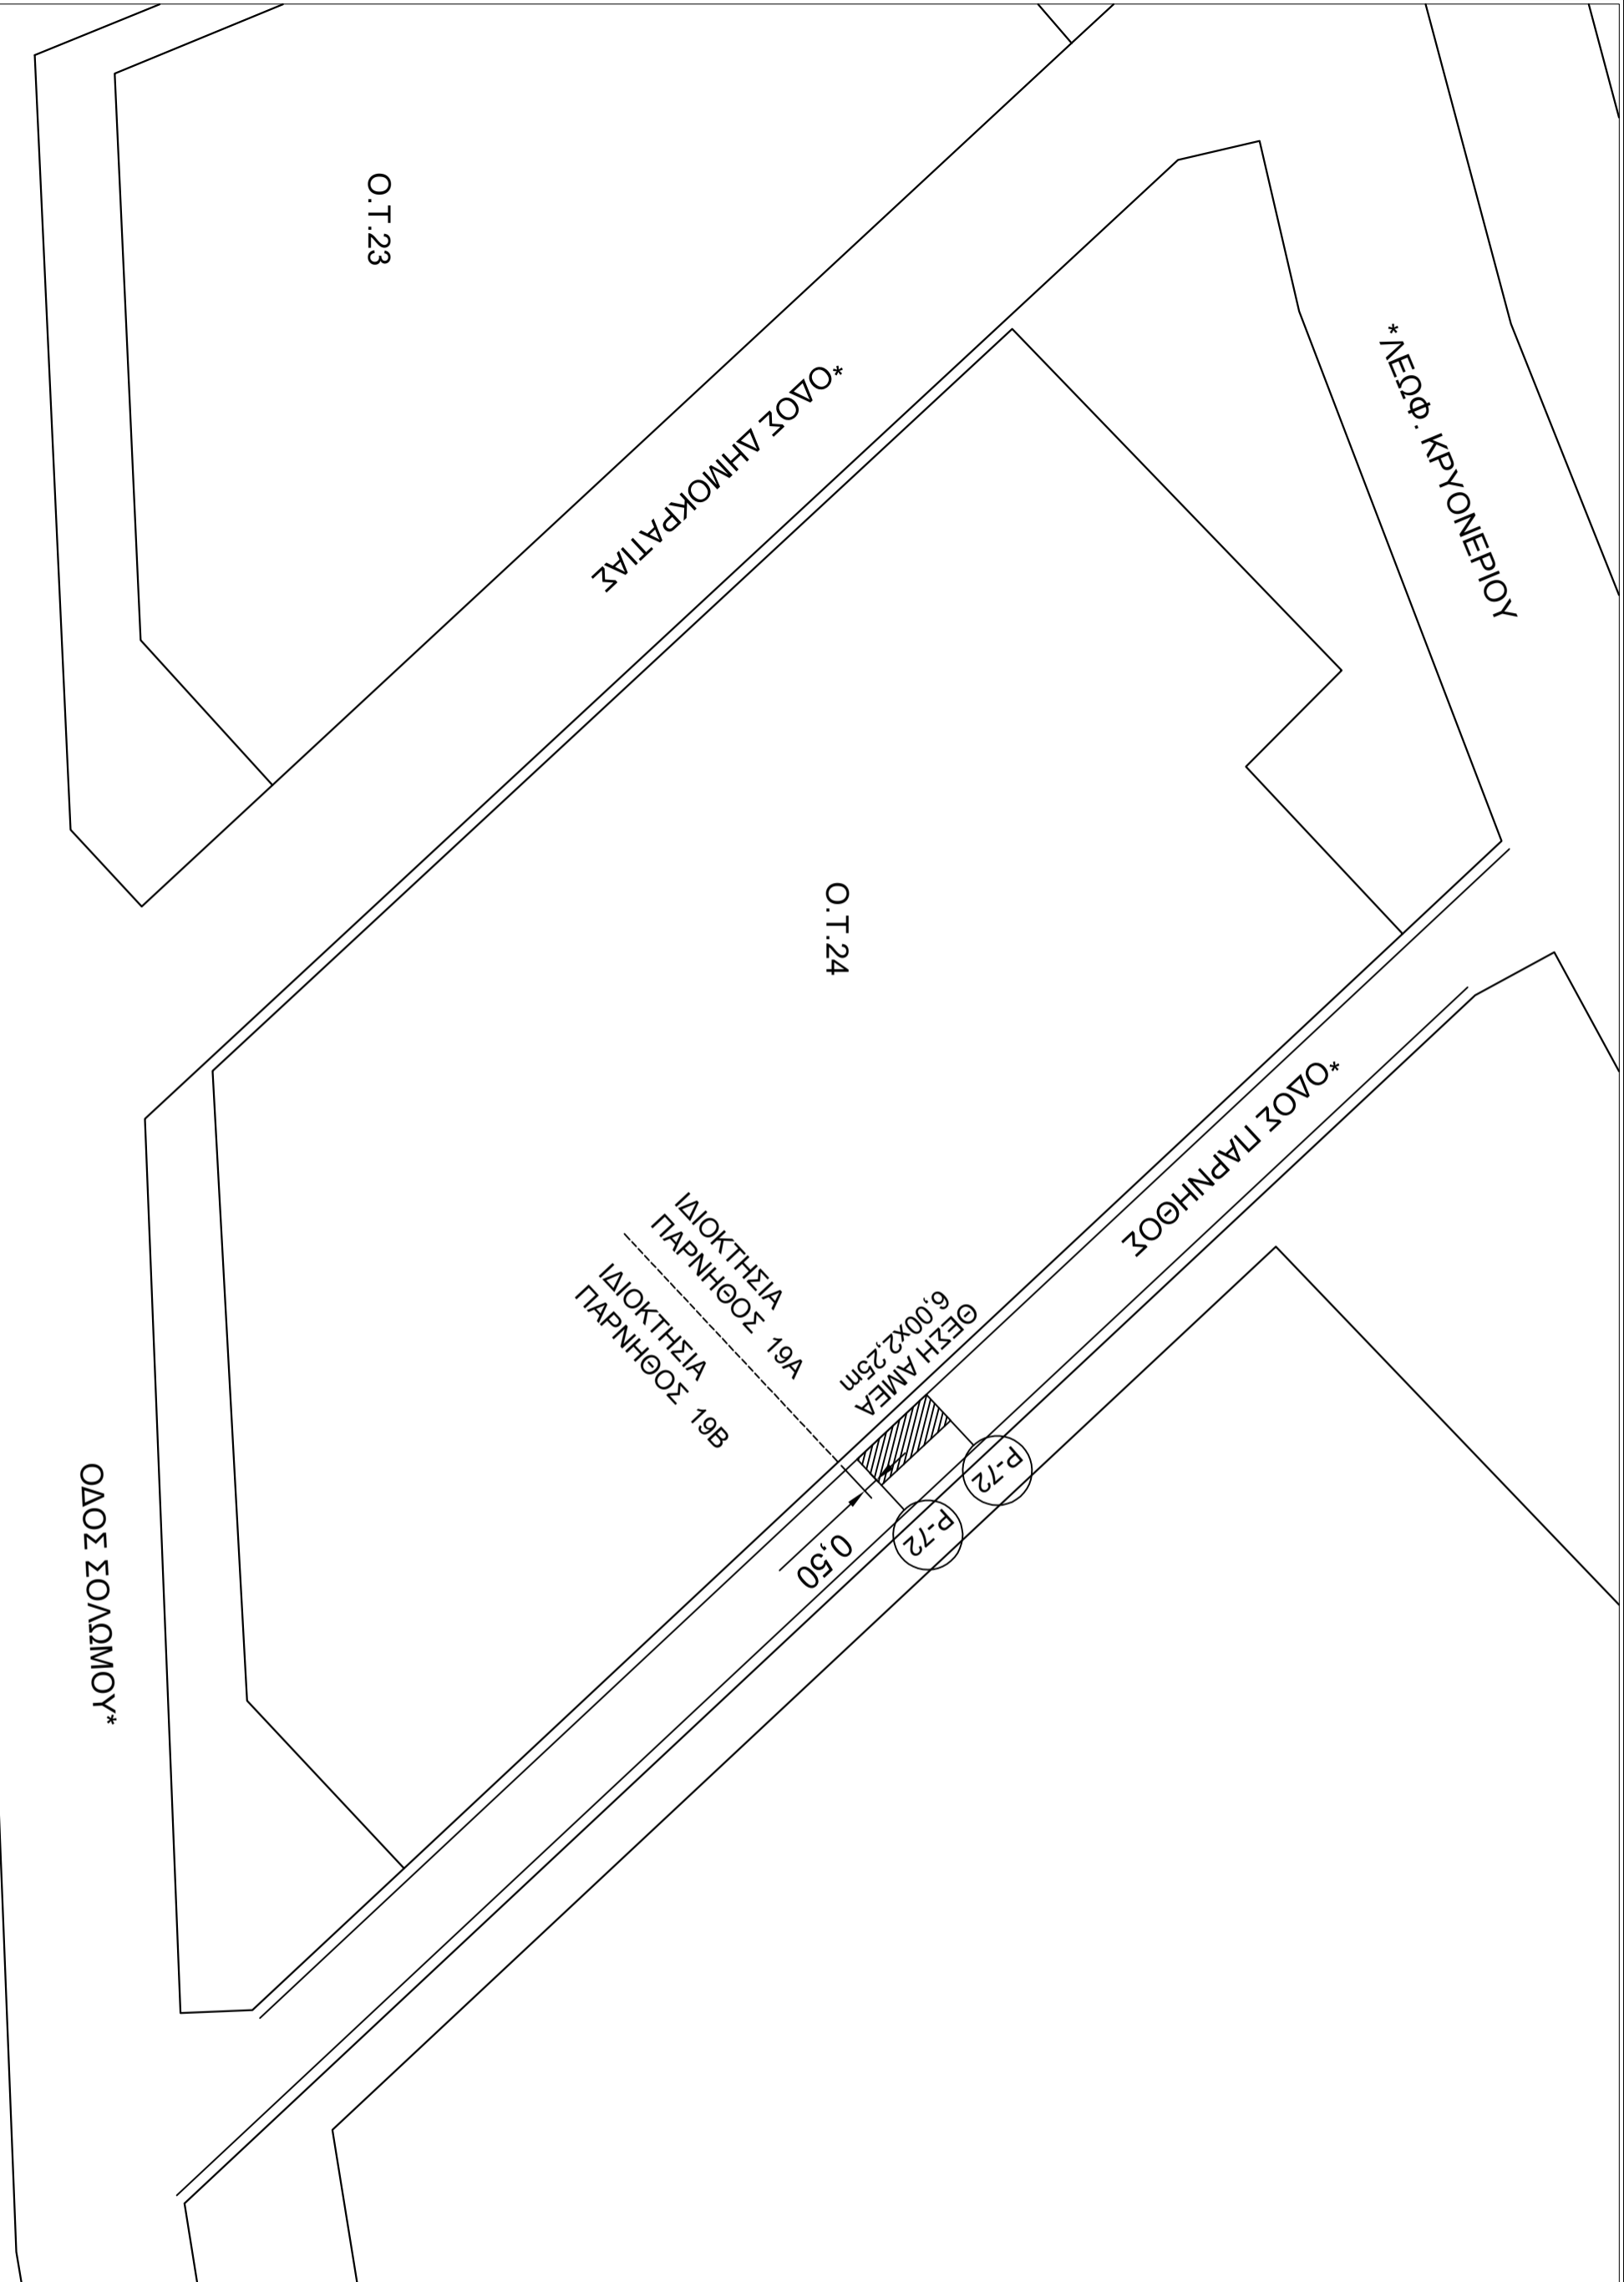 Ο.Τ.23
*ΛΕΩΦ. ΚΡΥΟΝΕΡΙΟΥ
*ΟΔΟΣ ΔΗΜΟΚΡΑΤΙΑΣ
Ο.Τ.24
*ΟΔΟΣ ΠΑΡΝΗΘΟΣ
ΙΔΙΟΚΤΗΣΙΑ
ΠΑΡΝΗΘΟΣ 19Α
ΙΔΙΟΚΤΗΣΙΑ
ΠΑΡΝΗΘΟΣ 19Β
ΘΕΣΗ ΑΜΕΑ
6,00x2,25m
Ρ-72
Ρ-72
0,50
ΟΔΟΣ ΣΟΛΩΜΟΥ*